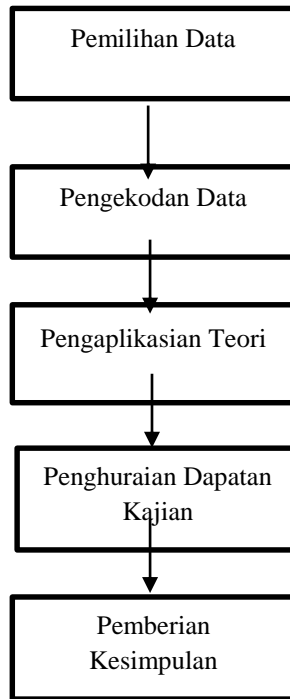 Pemilihan Data
Pengekodan Data
Pengaplikasian Teori
Penghuraian Dapatan
Kajian
Pemberian
Kesimpulan